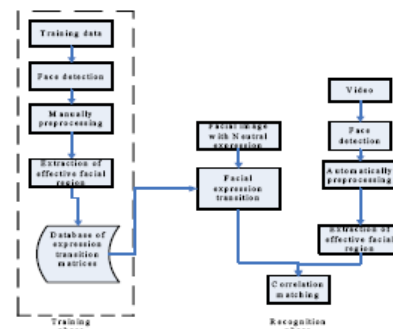 Training data
Face detection
Manually
preprocessing
Extraction of
effective facial
region
Database of
expression
transition
matrices
Training
phase
Facial image
with Neutral
expression
Facial
expression
transition
Video
Face
detection
Automatically
preprocessing
Extraction of
effective facial
region
Correlation
matching
Recognition
phase